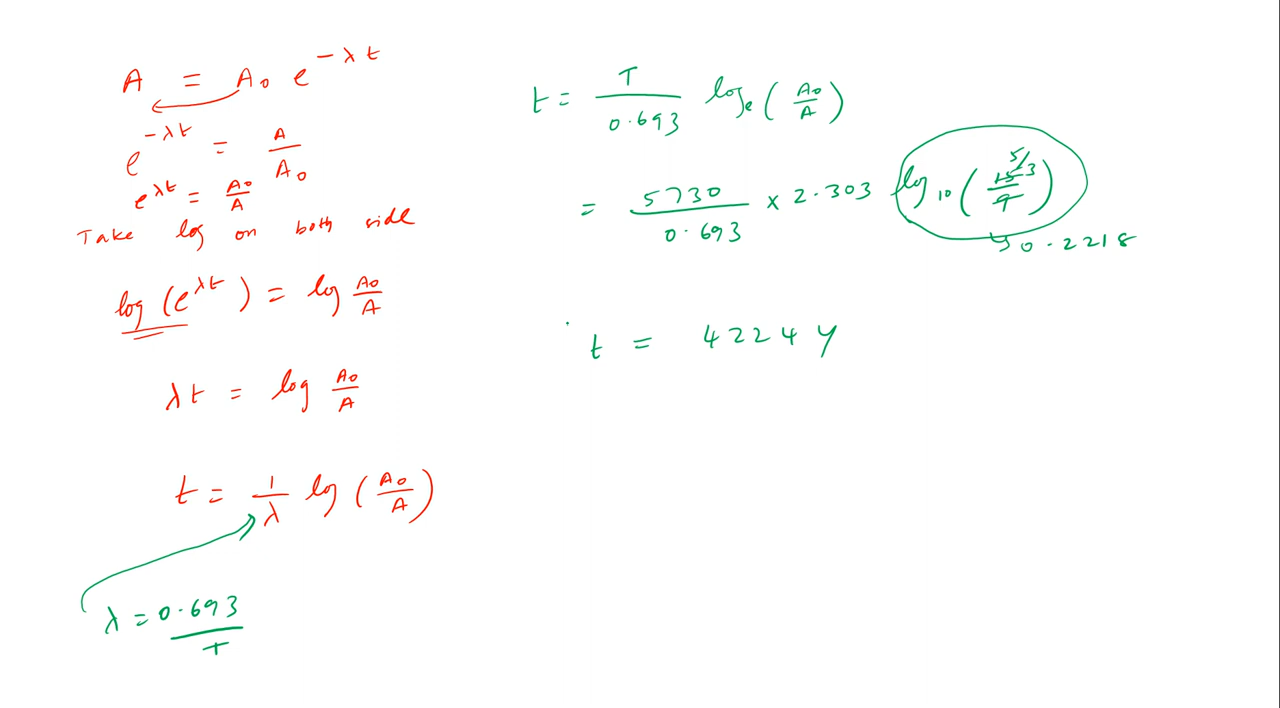 A = A₀ e^{-λt}
e^{-λt} = A/A₀
e^{λt} = A₀/A
Take log on both side
log (e^{λt}) = log A₀/A
λt = log A₀/A
t = 1/λ log (A₀/A)
λ = 0.693/T
t = T/0.693 logₑ (A₀/A)
= 5730/0.693 × 2.303 log₁₀ (15/9) 5/3
↳ 0.2218
t = 4224 y